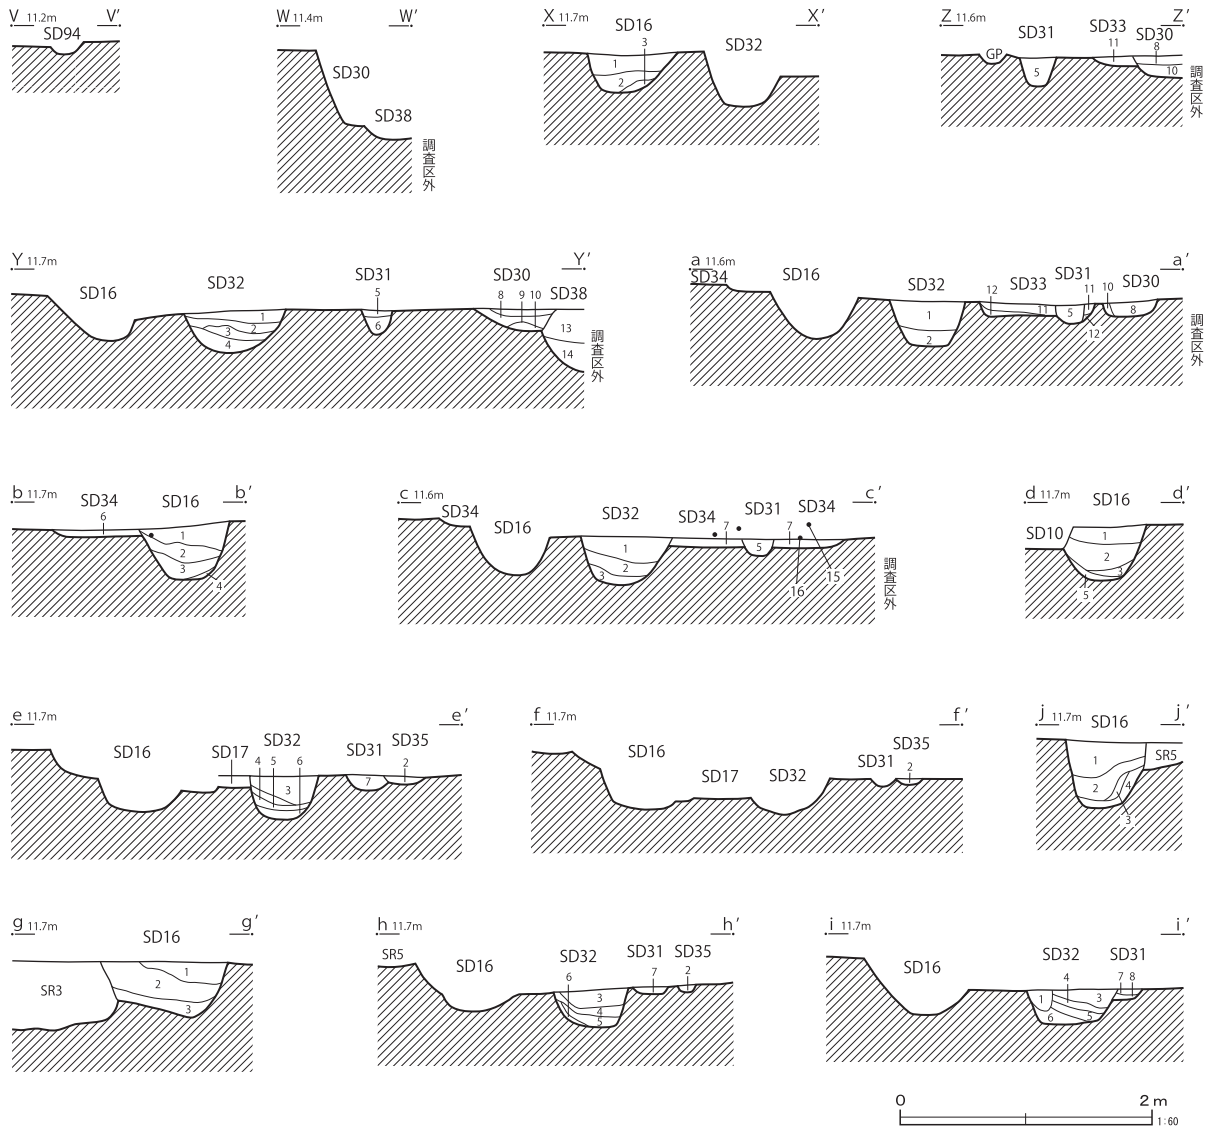 V 11.2m V′
SD94
W 11.4m W′
SD30
SD38
調査区外
X 11.7m X′
SD16
SD32
3
1
2
Z 11.6m Z′
SD31
SD33
SD30
GP
11
8
5
10
調査区外
Y 11.7m Y′
SD16
SD32
SD31
SD30
SD38
5
8 9 10
1
2
3
4
6
13
14
調査区外
a 11.6m a′
SD34
SD16
SD32
SD33
SD31
SD30
12
11
10
1
2
11
5
8
12
調査区外
b 11.7m b′
SD34
SD16
6
1
2
3
4
c 11.6m c′
SD34
SD16
SD32
SD34
SD31
SD34
7
7
1
2
3
5
15
16
調査区外
d 11.7m d′
SD16
SD10
1
2
3
5
e 11.7m e′
SD16
SD17
SD32
SD31
SD35
4 5 6
2
3
7
f 11.7m f′
SD16
SD17
SD32
SD31
SD35
2
j 11.7m j′
SD16
SR5
1
2
4
3
g 11.7m g′
SD16
SR3
1
2
3
h 11.7m h′
SR5
SD16
SD32
SD31
SD35
6
7
2
3
4
5
i 11.7m i′
SD16
SD32
SD31
4
7 8
1
3
5
6
0 2 m
1:60